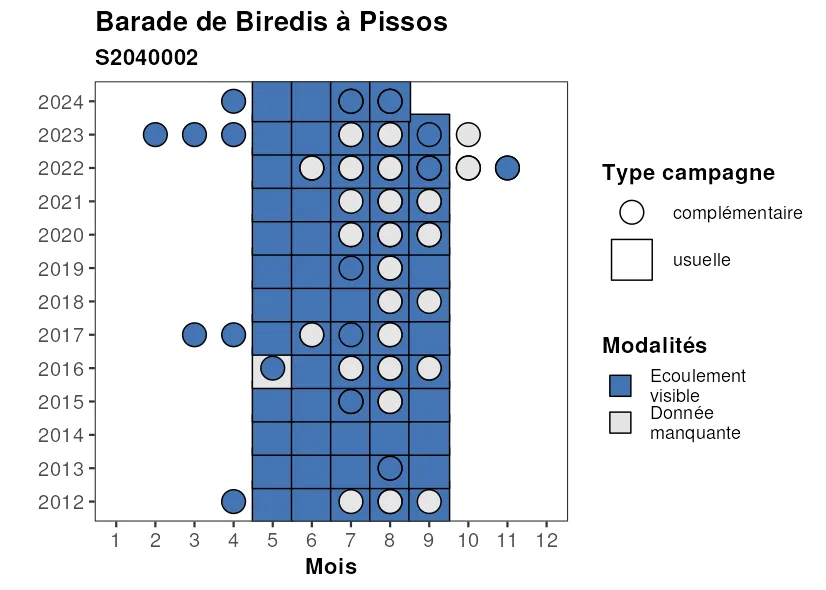 Barade de Biredis à Pissos
S2040002
2024
2023
2022
2021
2020
2019
2018
2017
2016
2015
2014
2013
2012
1 2 3 4 5 6 7 8 9 10 11 12
Mois
Type campagne
complémentaire
usuelle
Modalités
Ecoulement
visible
Donnée
manquante